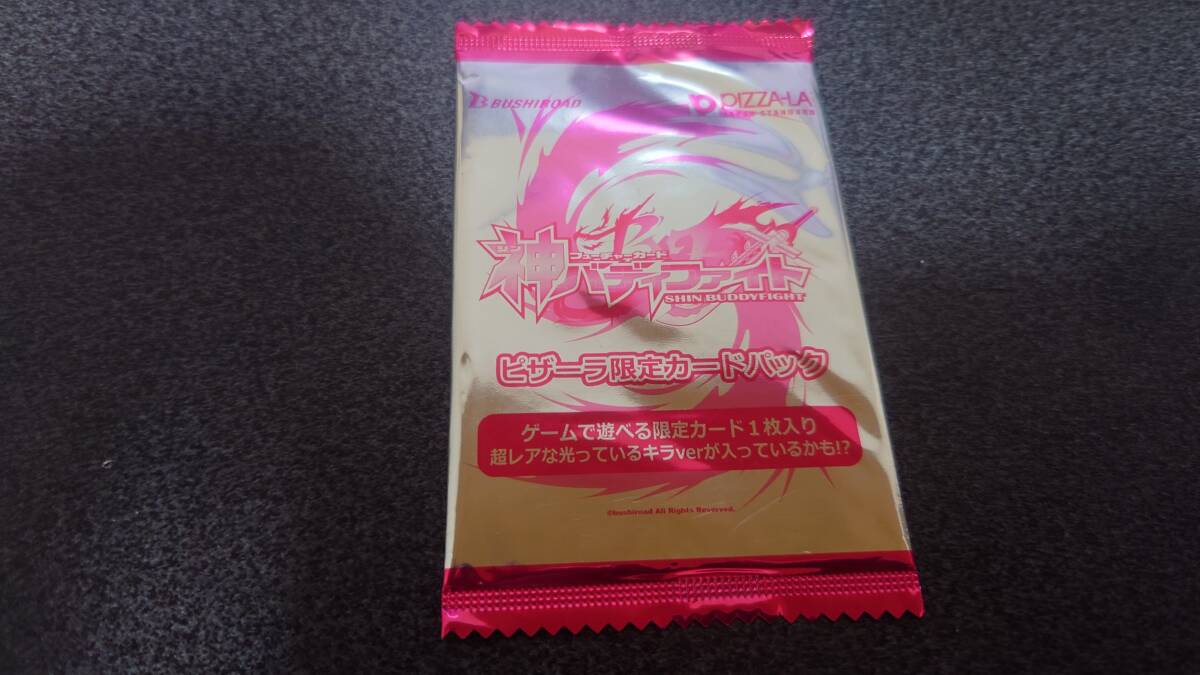 BUSHIROAD
PIZZA-LA
JAPAN STANDARD
フューチャーカード
神バディファイト
シン
SHIN BUDDYFIGHT
ピザーラ限定カードパック
ゲームで遊べる限定カード1枚入り
超レアな光っているキラverが入っているかも!?
©bushiroad All Rights Reserved.